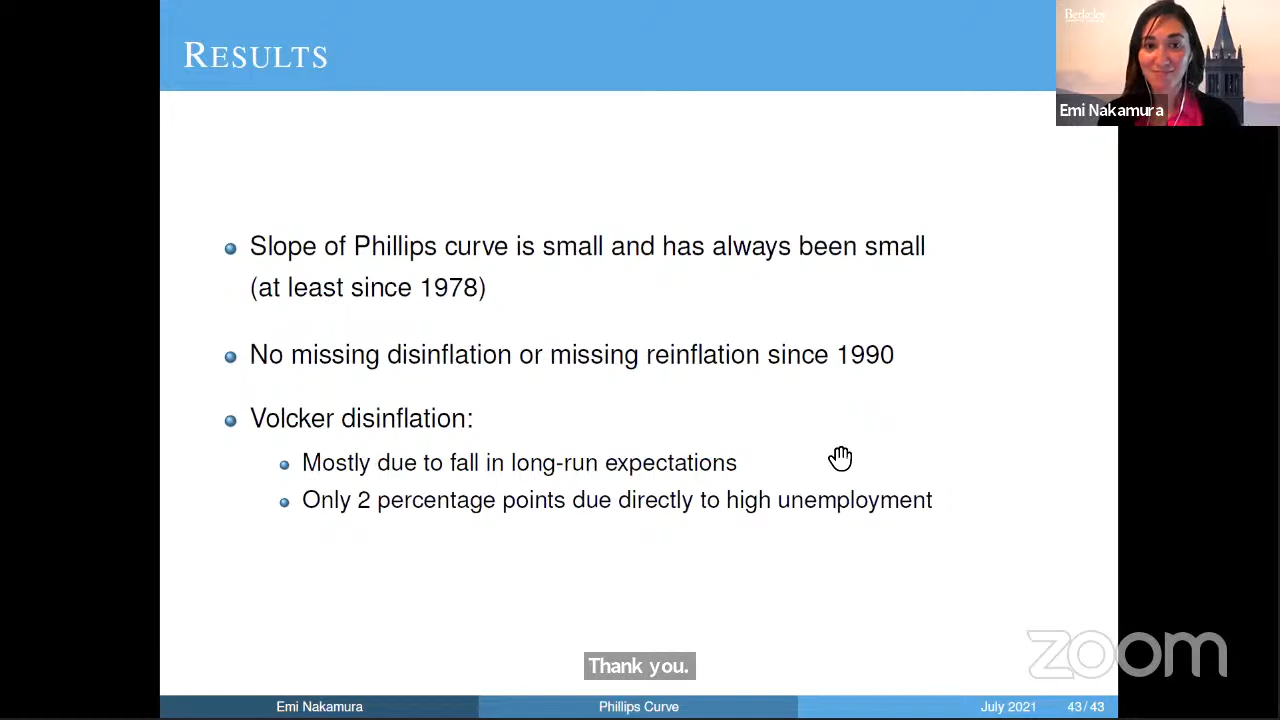 RESULTS
Berkeley
Emi Nakamura
Slope of Phillips curve is small and has always been small
(at least since 1978)
No missing disinflation or missing reinflation since 1990
Volcker disinflation:
Mostly due to fall in long-run expectations
Only 2 percentage points due directly to high unemployment
Thank you.
zoom
Emi Nakamura
Phillips Curve
July 2021
43/43